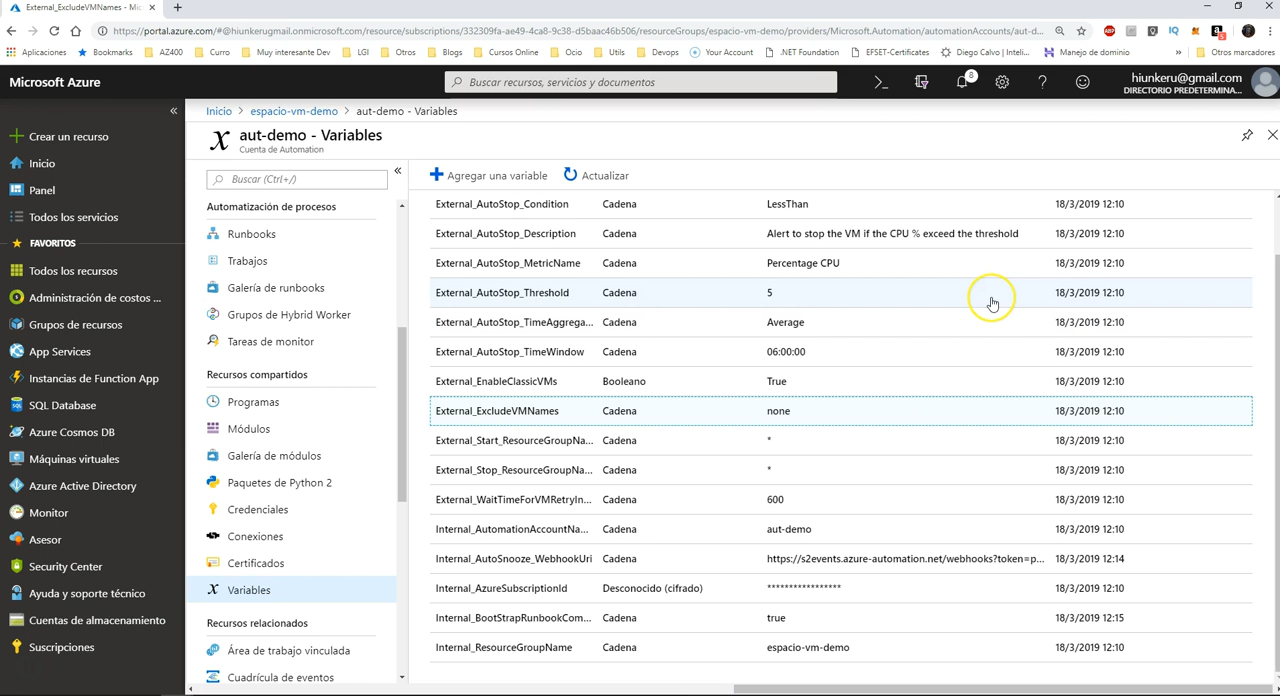 External_ExcludeVMNames - Micros
https://portal.azure.com/#@hiunkerugmail.onmicrosoft.com/resource/subscriptions/332309fa-ae49-4ca8-9c3f-d5baac46b506/resourceGroups/espacio-vm-demo/providers/Microsoft.Automation/automationAccounts/aut-d...
Aplicaciones Bookmarks AZ400 Curro Muy interesante Dev LGI Otros Blogs Cursos Online Ocio Utils Devops Your Account .NET Foundation EFSET-Certificates Diego Calvo | Inteli... Manejo de dominio » Otros marcadores
Microsoft Azure
Buscar recursos, servicios y documentos
8
hiunkeru@gmail.com
DIRECTORIO PREDETERMINA...
«
Crear un recurso
Inicio
Panel
Todos los servicios
FAVORITOS
Todos los recursos
Administración de costos ...
Grupos de recursos
App Services
Instancias de Function App
SQL Database
Azure Cosmos DB
Máquinas virtuales
Azure Active Directory
Monitor
Asesor
Security Center
Ayuda y soporte técnico
Cuentas de almacenamiento
Suscripciones
Inicio > espacio-vm-demo > aut-demo - Variables
aut-demo - Variables
Cuenta de Automation
Buscar (Ctrl+/)
«
Automatización de procesos
Runbooks
Trabajos
Galería de runbooks
Grupos de Hybrid Worker
Tareas de monitor
Recursos compartidos
Programas
Módulos
Galería de módulos
Paquetes de Python 2
Credenciales
Conexiones
Certificados
Variables
Recursos relacionados
Área de trabajo vinculada
Cuadrícula de eventos
Agregar una variable Actualizar
External_AutoStop_Condition Cadena LessThan 18/3/2019 12:10
External_AutoStop_Description Cadena Alert to stop the VM if the CPU % exceed the threshold 18/3/2019 12:10
External_AutoStop_MetricName Cadena Percentage CPU 18/3/2019 12:10
External_AutoStop_Threshold Cadena 5 18/3/2019 12:10
External_AutoStop_TimeAggrega... Cadena Average 18/3/2019 12:10
External_AutoStop_TimeWindow Cadena 06:00:00 18/3/2019 12:10
External_EnableClassicVMs Booleano True 18/3/2019 12:10
External_ExcludeVMNames Cadena none 18/3/2019 12:10
External_Start_ResourceGroupNa... Cadena * 18/3/2019 12:10
External_Stop_ResourceGroupNa... Cadena * 18/3/2019 12:10
External_WaitTimeForVMRetryIn... Cadena 600 18/3/2019 12:10
Internal_AutomationAccountNa... Cadena aut-demo 18/3/2019 12:10
Internal_AutoSnooze_WebhookUri Cadena https://s2events.azure-automation.net/webhooks?token=p... 18/3/2019 12:14
Internal_AzureSubscriptionId Desconocido (cifrado) ***************** 18/3/2019 12:10
Internal_BootStrapRunbookCom... Cadena true 18/3/2019 12:15
Internal_ResourceGroupName Cadena espacio-vm-demo 18/3/2019 12:10